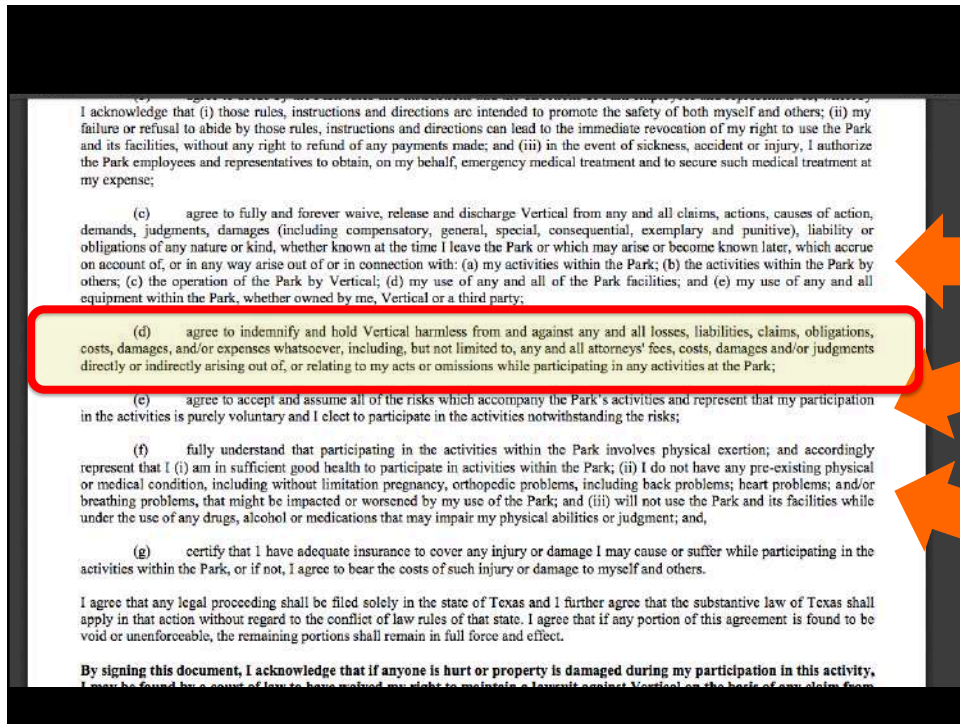 I acknowledge that (i) those rules, instructions and directions are intended to promote the safety of both myself and others; (ii) my
failure or refusal to abide by those rules, instructions and directions can lead to the immediate revocation of my right to use the Park
and its facilities, without any right to refund of any payments made; and (iii) in the event of sickness, accident or injury, I authorize
the Park employees and representatives to obtain, on my behalf, emergency medical treatment and to secure such medical treatment at
my expense;
(c) agree to fully and forever waive, release and discharge Vertical from any and all claims, actions, causes of action,
demands, judgments, damages (including compensatory, general, special, consequential, exemplary and punitive), liability or
obligations of any nature or kind, whether known at the time I leave the Park or which may arise or become known later, which accrue
on account of, or in any way arise out of or in connection with: (a) my activities within the Park; (b) the activities within the Park by
others; (c) the operation of the Park by Vertical; (d) my use of any and all of the Park facilities; and (e) my use of any and all
equipment within the Park, whether owned by me, Vertical or a third party;
(d) agree to indemnify and hold Vertical harmless from and against any and all losses, liabilities, claims, obligations,
costs, damages, and/or expenses whatsoever, including, but not limited to, any and all attorneys' fees, costs, damages and/or judgments
directly or indirectly arising out of, or relating to my acts or omissions while participating in any activities at the Park;
(e) agree to accept and assume all of the risks which accompany the Park's activities and represent that my participation
in the activities is purely voluntary and I elect to participate in the activities notwithstanding the risks;
(f) fully understand that participating in the activities within the Park involves physical exertion; and accordingly
represent that I (i) am in sufficient good health to participate in activities within the Park; (ii) I do not have any pre-existing physical
or medical condition, including without limitation pregnancy, orthopedic problems, including back problems; heart problems; and/or
breathing problems, that might be impacted or worsened by my use of the Park; and (iii) will not use the Park and its facilities while
under the use of any drugs, alcohol or medications that may impair my physical abilities or judgment; and,
(g) certify that I have adequate insurance to cover any injury or damage I may cause or suffer while participating in the
activities within the Park, or if not, I agree to bear the costs of such injury or damage to myself and others.
I agree that any legal proceeding shall be filed solely in the state of Texas and I further agree that the substantive law of Texas shall
apply in that action without regard to the conflict of law rules of that state. I agree that if any portion of this agreement is found to be
void or unenforceable, the remaining portions shall remain in full force and effect.
By signing this document, I acknowledge that if anyone is hurt or property is damaged during my participation in this activity,
I may be found by a court of law to have waived my right to maintain a lawsuit against Vertical on the basis of any claim from